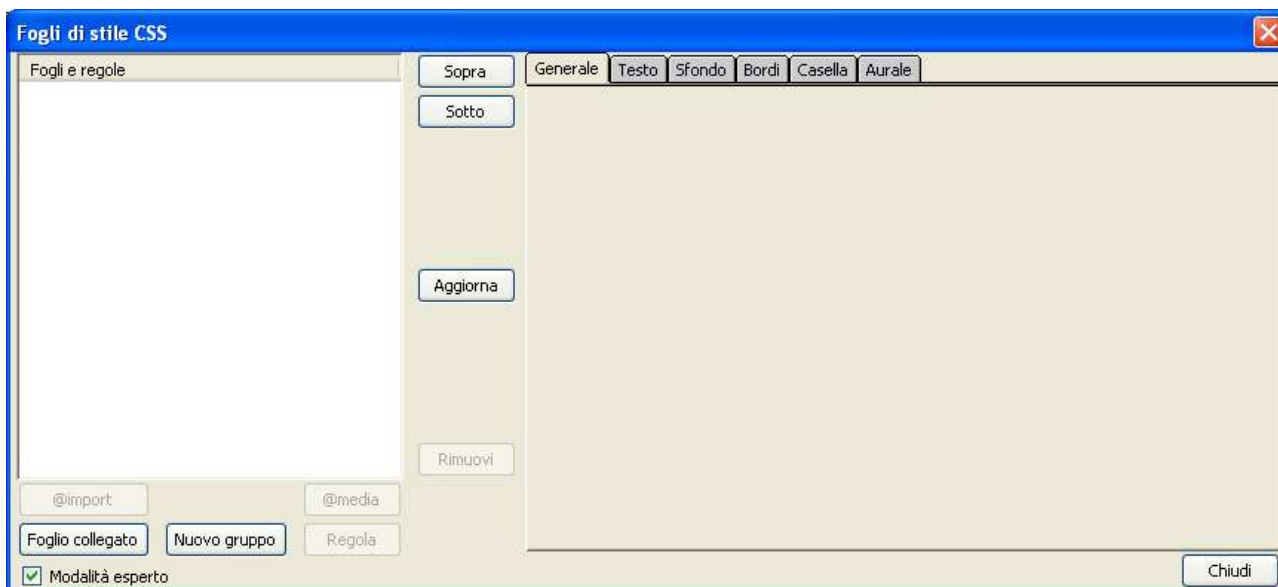 Fogli di stile CSS
Fogli e regole
Sopra
Sotto
Aggiorna
Rimuovi
Generale Testo Sfondo Bordi Casella Aurale
@import @media
Foglio collegato Nuovo gruppo Regola
Modalità esperto
Chiudi